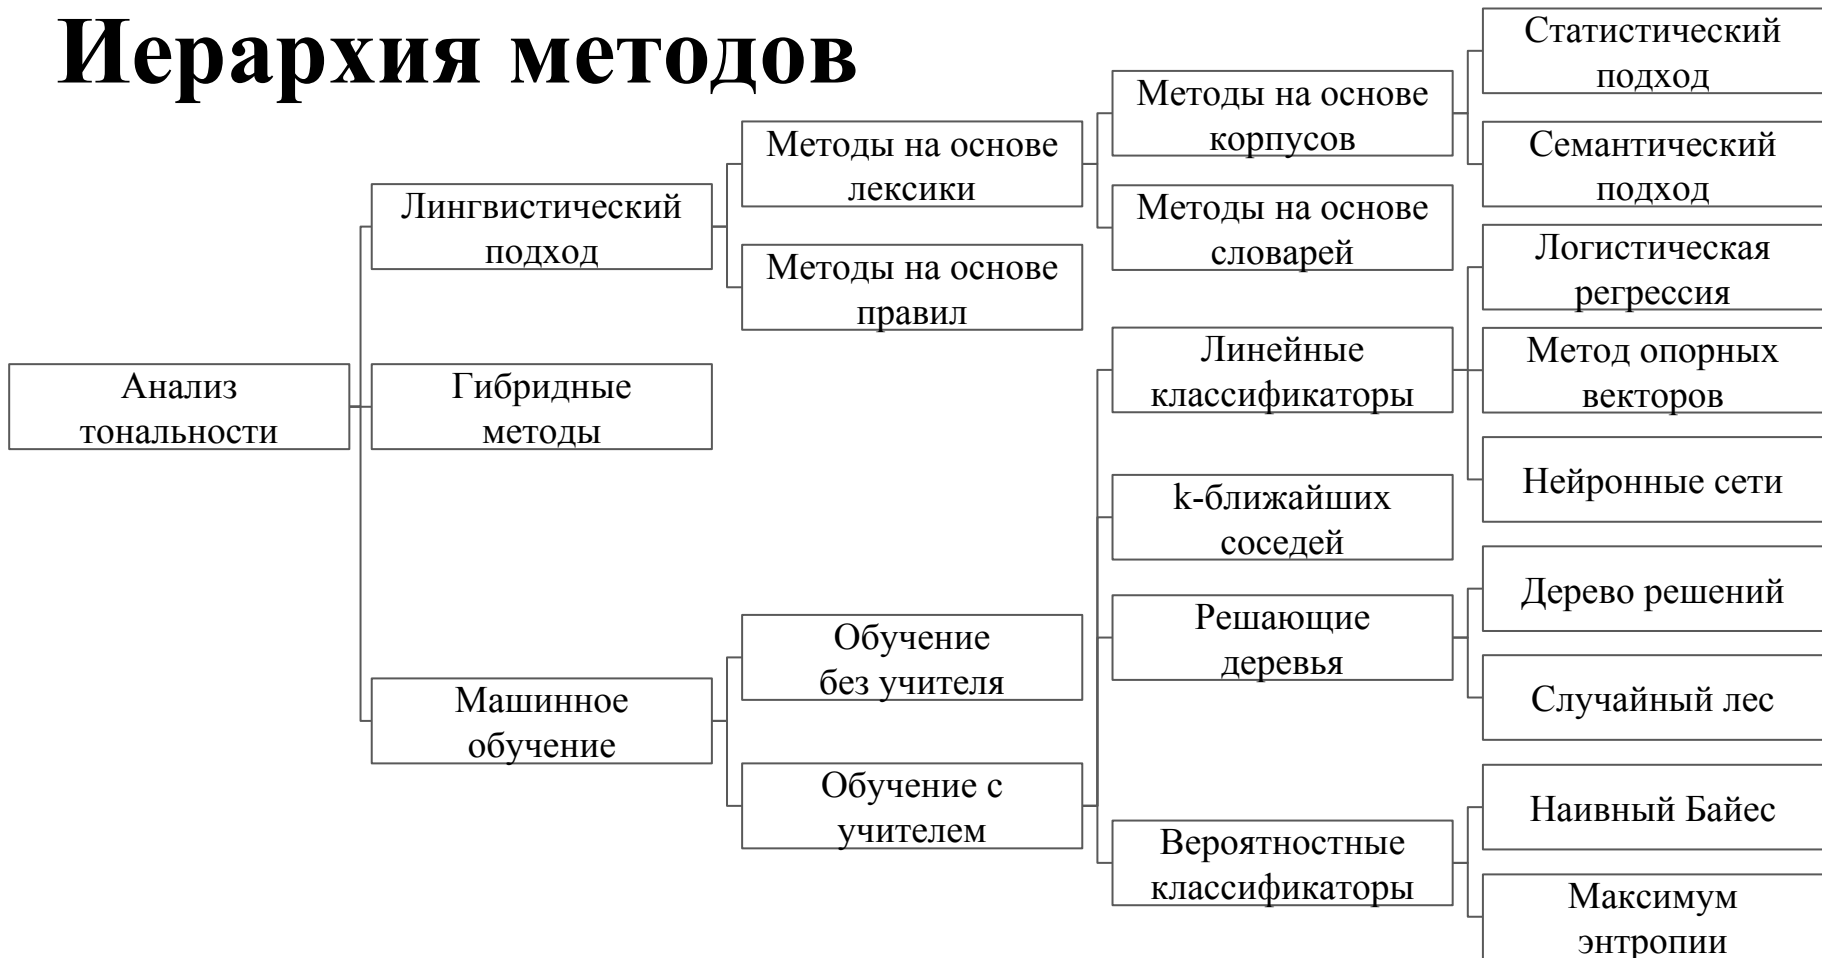 Иерархия методов
Анализ
тональности
Лингвистический
подход
Гибридные
методы
Машинное
обучение
Методы на основе
лексики
Методы на основе
правил
Обучение
без учителя
Обучение с
учителем
Методы на основе
корпусов
Методы на основе
словарей
Линейные
классификаторы
k-ближайших
соседей
Решающие
деревья
Вероятностные
классификаторы
Статистический
подход
Семантический
подход
Логистическая
регрессия
Метод опорных
векторов
Нейронные сети
Дерево решений
Случайный лес
Наивный Байес
Максимум
энтропии